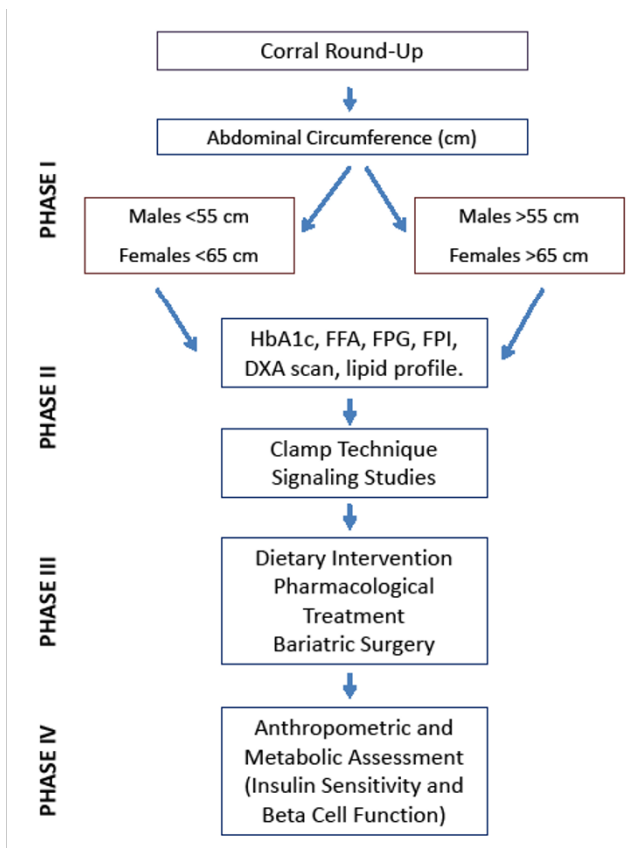 Corral Round-Up
Abdominal Circumference (cm)
PHASE I
Males <55 cm
Females <65 cm
Males >55 cm
Females >65 cm
PHASE II
HbA1c, FFA, FPG, FPI,
DXA scan, lipid profile.
Clamp Technique
Signaling Studies
PHASE III
Dietary Intervention
Pharmacological
Treatment
Bariatric Surgery
PHASE IV
Anthropometric and
Metabolic Assessment
(Insulin Sensitivity and
Beta Cell Function)